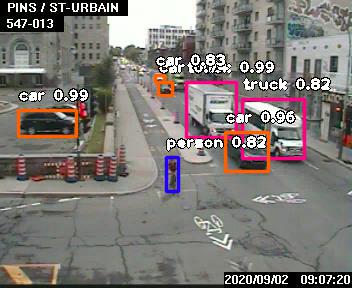 PINS / ST-URBAIN
547-013
car 0.83
truck 0.99
truck 0.82
car 0.99
car 0.96
person 0.82
2020/09/02 09:07:20